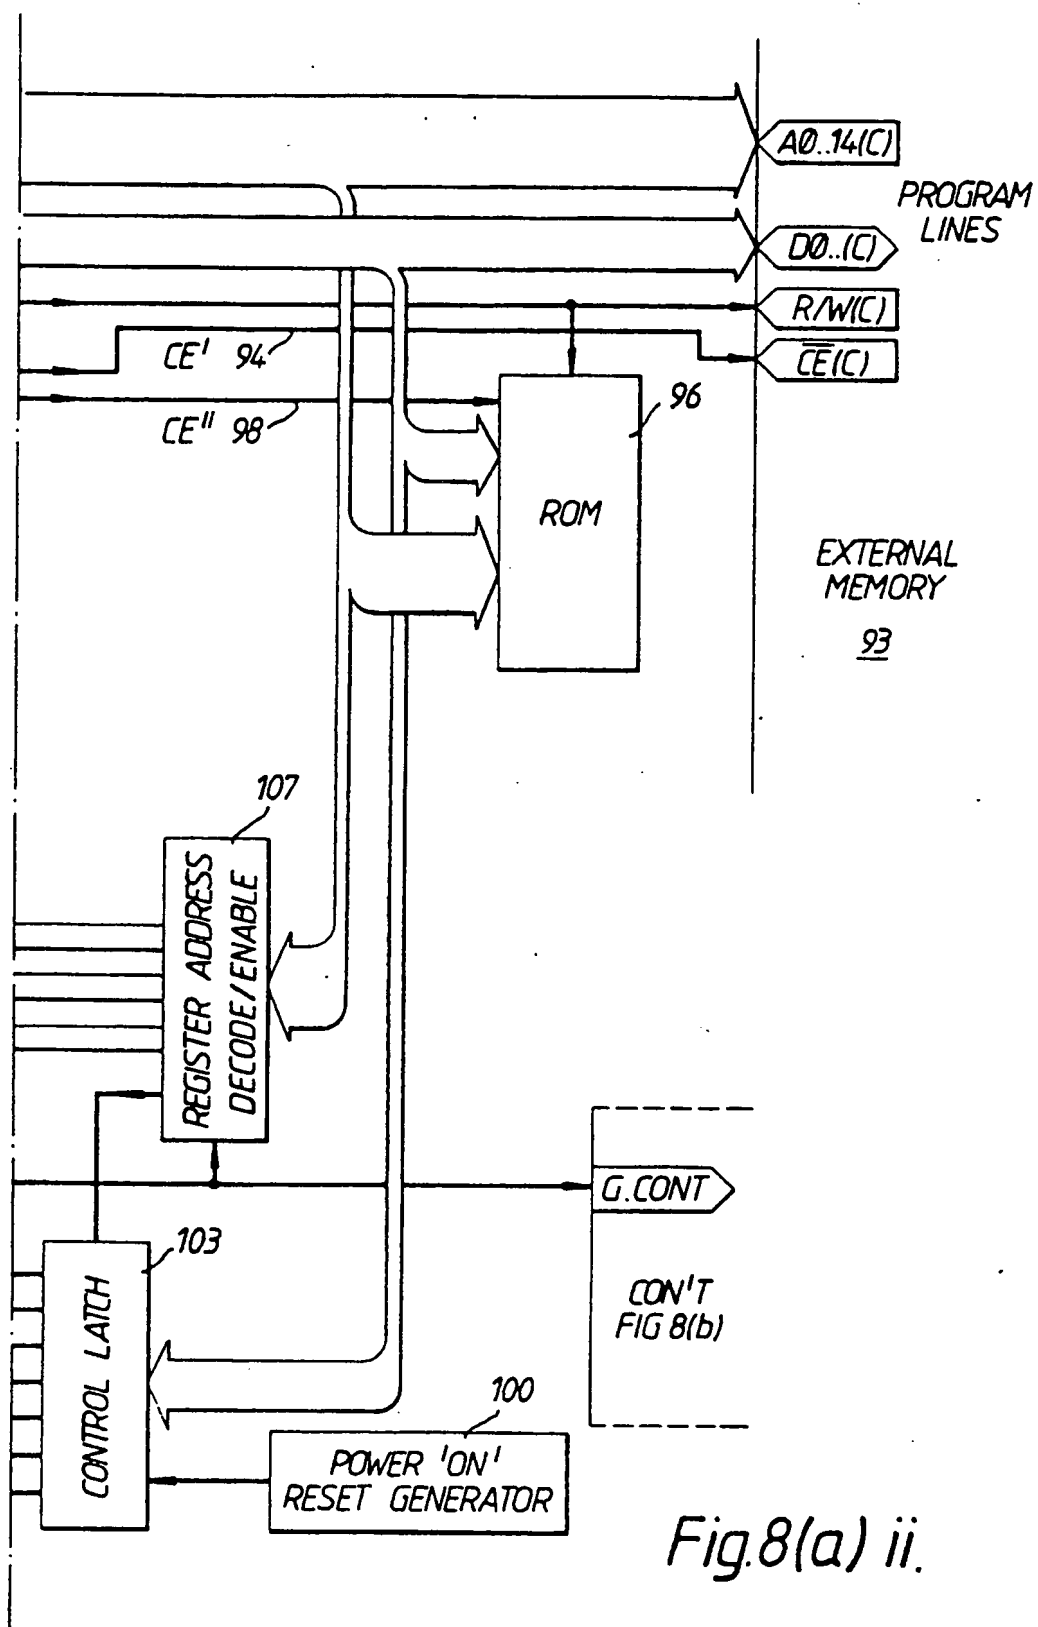 A0..14(C)
PROGRAM
LINES
D0..(C)
R/W(C)
CE' 94
CE(C)
CE" 98
96
ROM
EXTERNAL
MEMORY
93
107
REGISTER ADDRESS
DECODE/ENABLE
G.CONT
103
CONTROL LATCH
CON'T
FIG 8(b)
100
POWER 'ON'
RESET GENERATOR
Fig.8(a) ii.